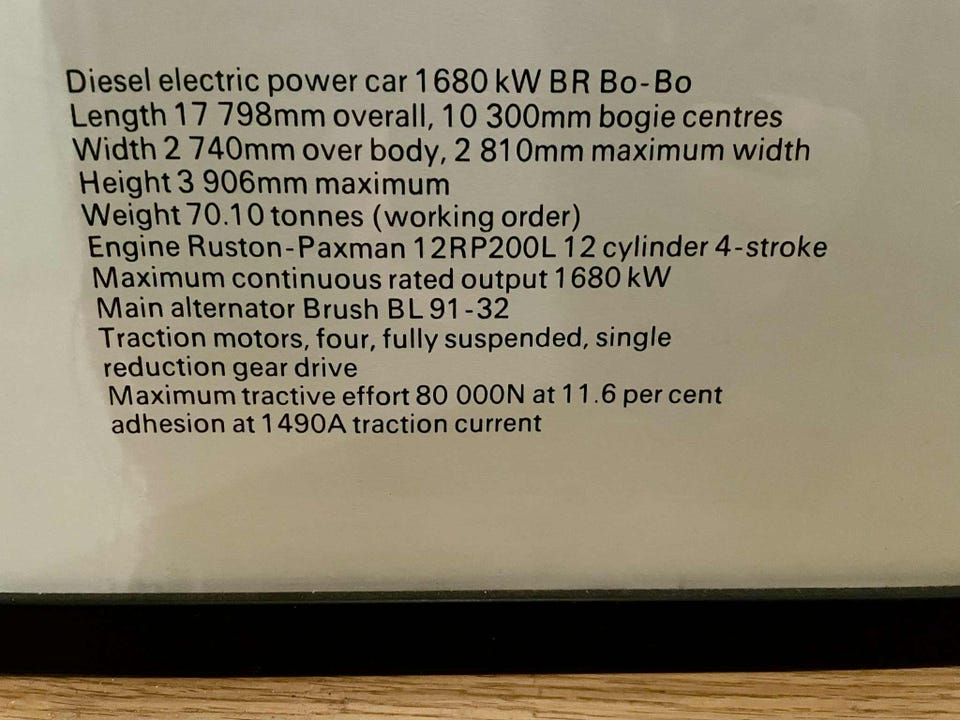 Diesel electric power car 1680 kW BR Bo-Bo
Length 17 798mm overall, 10 300mm bogie centres
Width 2 740mm over body, 2 810mm maximum width
Height 3 906mm maximum
Weight 70.10 tonnes (working order)
Engine Ruston-Paxman 12RP200L 12 cylinder 4-stroke
Maximum continuous rated output 1680 kW
Main alternator Brush BL 91-32
Traction motors, four, fully suspended, single
reduction gear drive
Maximum tractive effort 80 000N at 11.6 per cent
adhesion at 1490A traction current